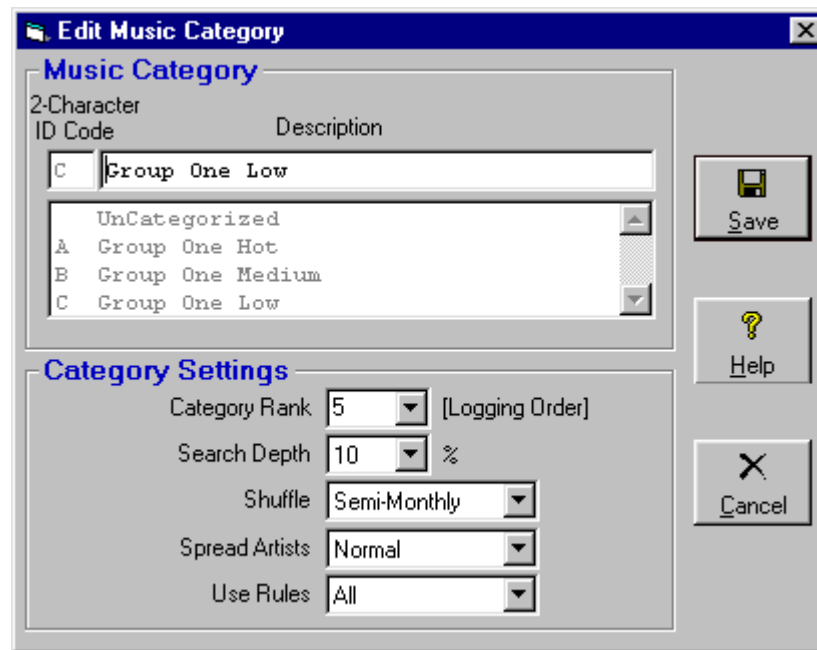 Edit Music Category
Music Category
2-Character
ID Code Description
C Group One Low
UnCategorized
A Group One Hot
B Group One Medium
C Group One Low
Save
Help
Cancel
Category Settings
Category Rank 5 [Logging Order]
Search Depth 10 %
Shuffle Semi-Monthly
Spread Artists Normal
Use Rules All